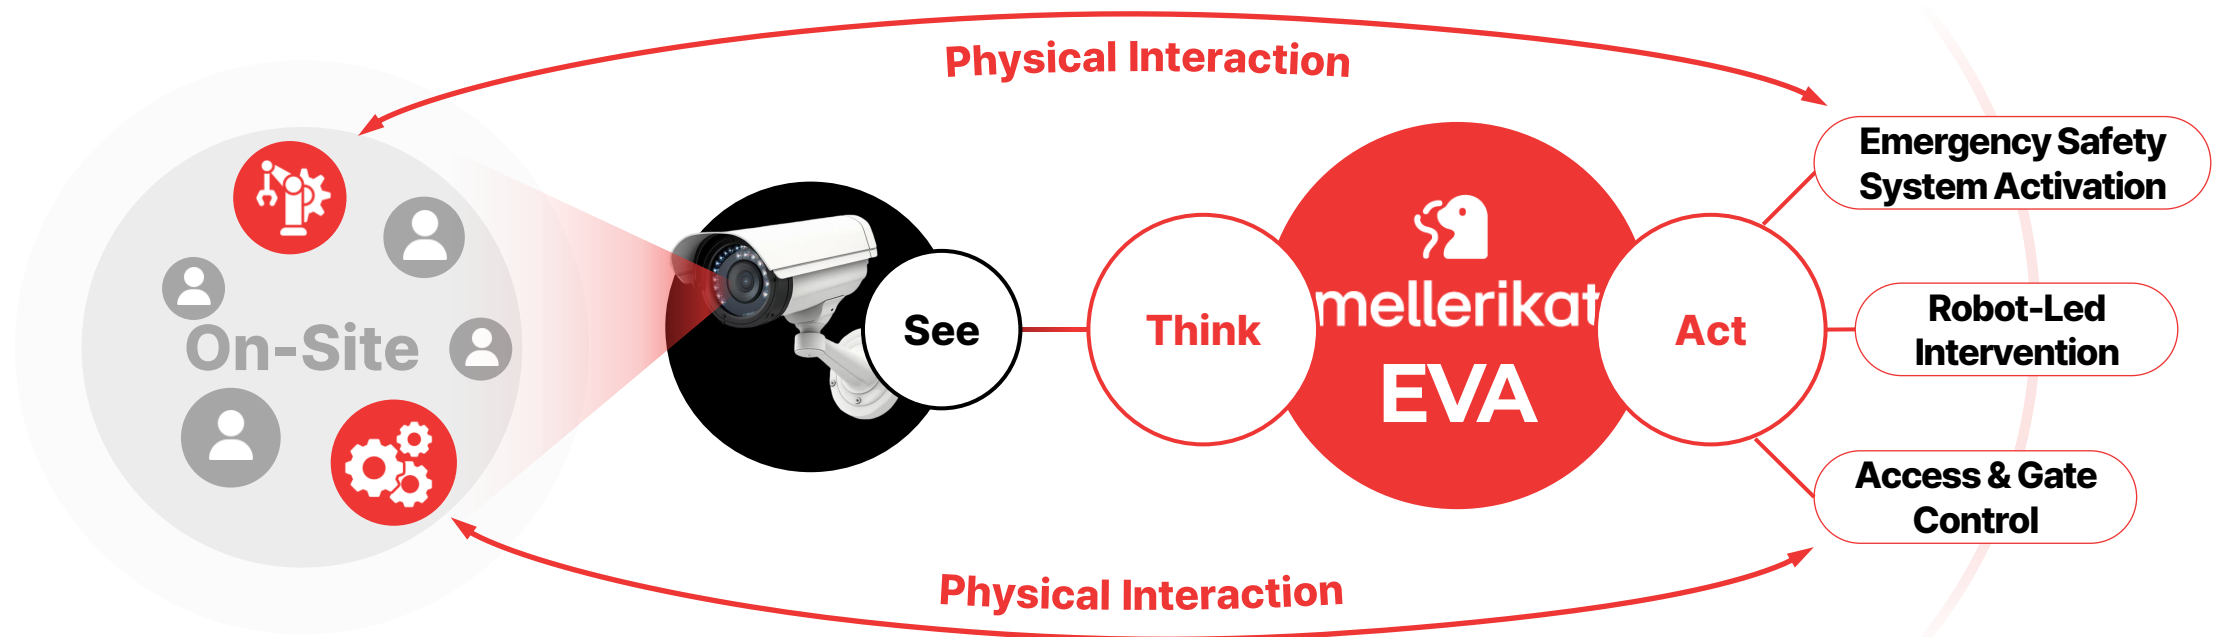 Physical Interaction
On-Site
See
Think
mellerikat
EVA
Act
Emergency Safety
System Activation
Robot-Led
Intervention
Access & Gate
Control
Physical Interaction